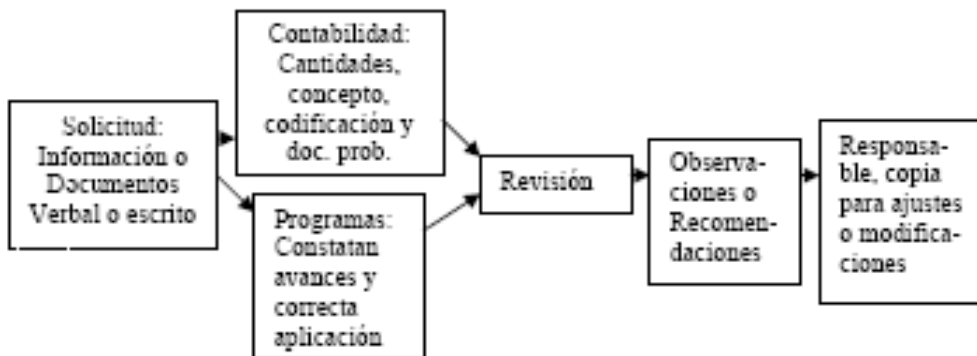 Solicitud:
Información o
Documentos
Verbal o escrito
Contabilidad:
Cantidades,
concepto,
codificación y
doc. prob.
Programas:
Constatan
avances y
correcta
aplicación
Revisión
Observa-
ciones o
Recomen-
daciones
Responsa-
ble, copia
para ajustes
o modifica-
ciones